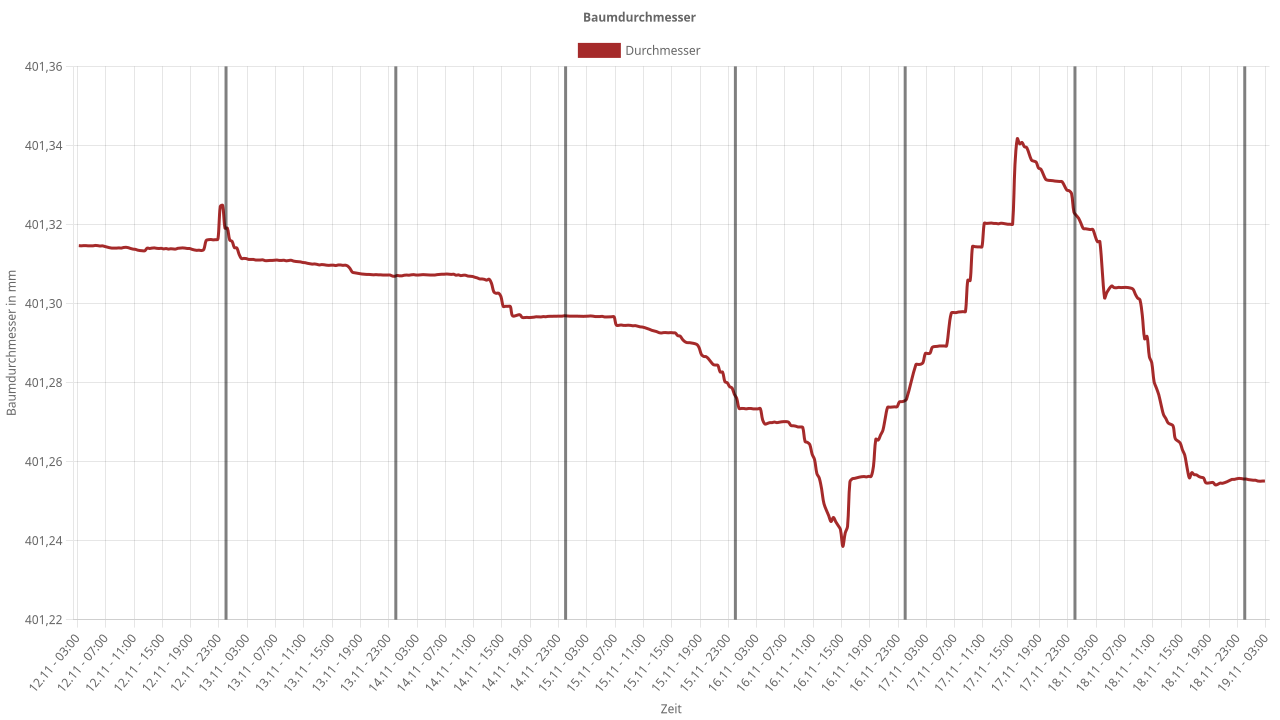 Baumdurchmesser
Durchmesser
401,36
401,34
401,32
401,30
401,28
401,26
401,24
401,22
Baumdurchmesser in mm
12.11 - 03:00
12.11 - 07:00
12.11 - 11:00
12.11 - 15:00
12.11 - 19:00
12.11 - 23:00
13.11 - 03:00
13.11 - 07:00
13.11 - 11:00
13.11 - 15:00
13.11 - 19:00
13.11 - 23:00
14.11 - 03:00
14.11 - 07:00
14.11 - 11:00
14.11 - 15:00
14.11 - 19:00
14.11 - 23:00
15.11 - 03:00
15.11 - 07:00
15.11 - 11:00
15.11 - 15:00
15.11 - 19:00
15.11 - 23:00
16.11 - 03:00
16.11 - 07:00
16.11 - 11:00
16.11 - 15:00
16.11 - 19:00
16.11 - 23:00
17.11 - 03:00
17.11 - 07:00
17.11 - 11:00
17.11 - 15:00
17.11 - 19:00
17.11 - 23:00
18.11 - 03:00
18.11 - 07:00
18.11 - 11:00
18.11 - 15:00
18.11 - 19:00
18.11 - 23:00
19.11 - 03:00
Zeit